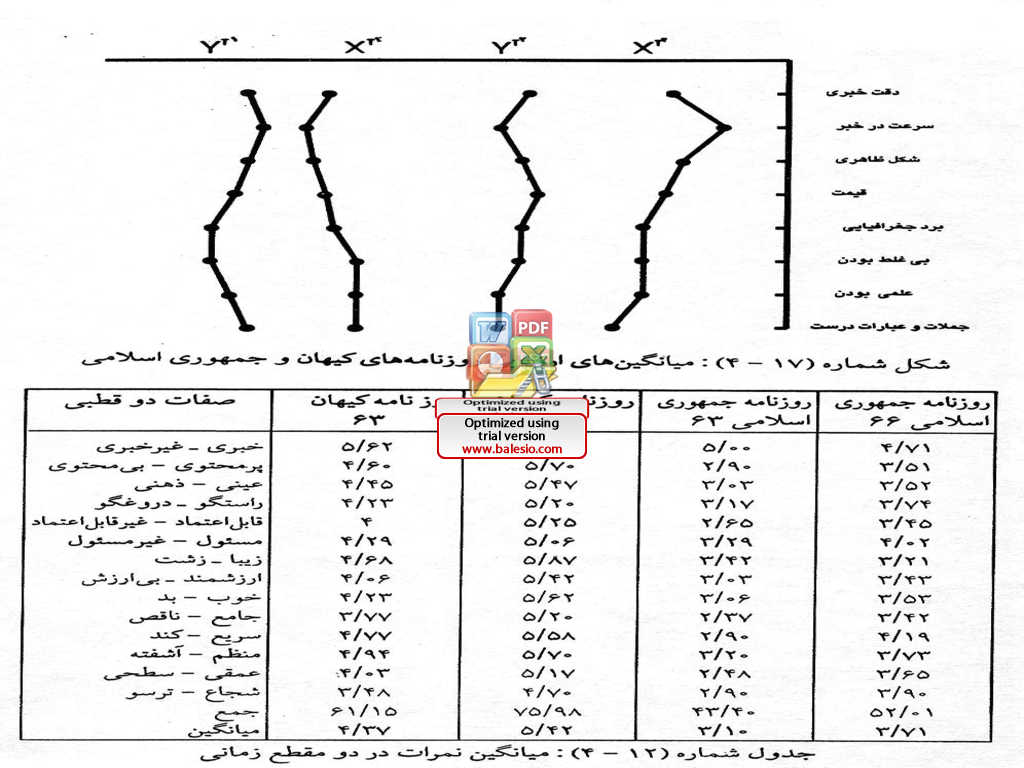 Y۳۱ X۲۴ Y۲۴ X۳۰
دقت خبری
سرعت در خبر
شکل ظاهری
قیمت
برد جغرافیایی
بی غلط بودن
علمی بودن
جملات و عبارات درست
شکل شماره (۱۷ – ۴) : میانگین‌های روزنامه‌های کیهان و جمهوری اسلامی
PDF
W
X
Optimized using
trial version
Optimized using
trial version
www.balesio.com
صفات دو قطبی نامه کیهان ۶۳ روزنامه روزنامه جمهوری اسلامی ۶۳ روزنامه جمهوری اسلامی ۶۶
خبری ـ غیرخبری ۵/۶۲ ۵/۰۰ ۴/۷۱
پرمحتوی – بی‌محتوی ۴/۶۰ ۵/۷۰ ۲/۹۰ ۳/۵۱
عینی – ذهنی ۴/۴۵ ۵/۴۷ ۳/۰۳ ۳/۵۲
راستگو ـ دروغگو ۴/۲۳ ۵/۲۰ ۳/۱۷ ۳/۷۴
قابل‌اعتماد – غیرقابل‌اعتماد ۴ ۵/۲۵ ۲/۶۵ ۳/۴۵
مسئول – غیرمسئول ۴/۲۹ ۵/۰۶ ۳/۲۹ ۴/۰۲
زیبا – زشت ۴/۶۸ ۵/۸۷ ۳/۴۲ ۳/۲۱
ارزشمند ـ بی‌ارزش ۴/۰۶ ۵/۴۲ ۳/۰۳ ۳/۴۳
خوب – بد ۴/۲۳ ۵/۶۲ ۳/۰۶ ۳/۵۳
جامع – ناقص ۳/۷۷ ۵/۲۰ ۲/۳۷ ۳/۴۲
سریع – کند ۴/۷۷ ۵/۵۸ ۲/۹۰ ۴/۱۹
منظم – آشفته ۴/۹۴ ۵/۷۰ ۳/۲۰ ۳/۷۳
عمقی – سطحی ۴/۰۳ ۵/۱۷ ۲/۴۸ ۳/۶۵
شجاع – ترسو ۳/۴۸ ۴/۷۰ ۲/۹۰ ۳/۹۰
جمع ۶۱/۱۵ ۷۵/۹۸ ۴۳/۴۰ ۵۲/۰۱
میانگین ۴/۳۷ ۵/۴۲ ۳/۱۰ ۳/۷۱
جدول شماره (۱۲ – ۴) : میانگین نمرات در دو مقطع زمانی